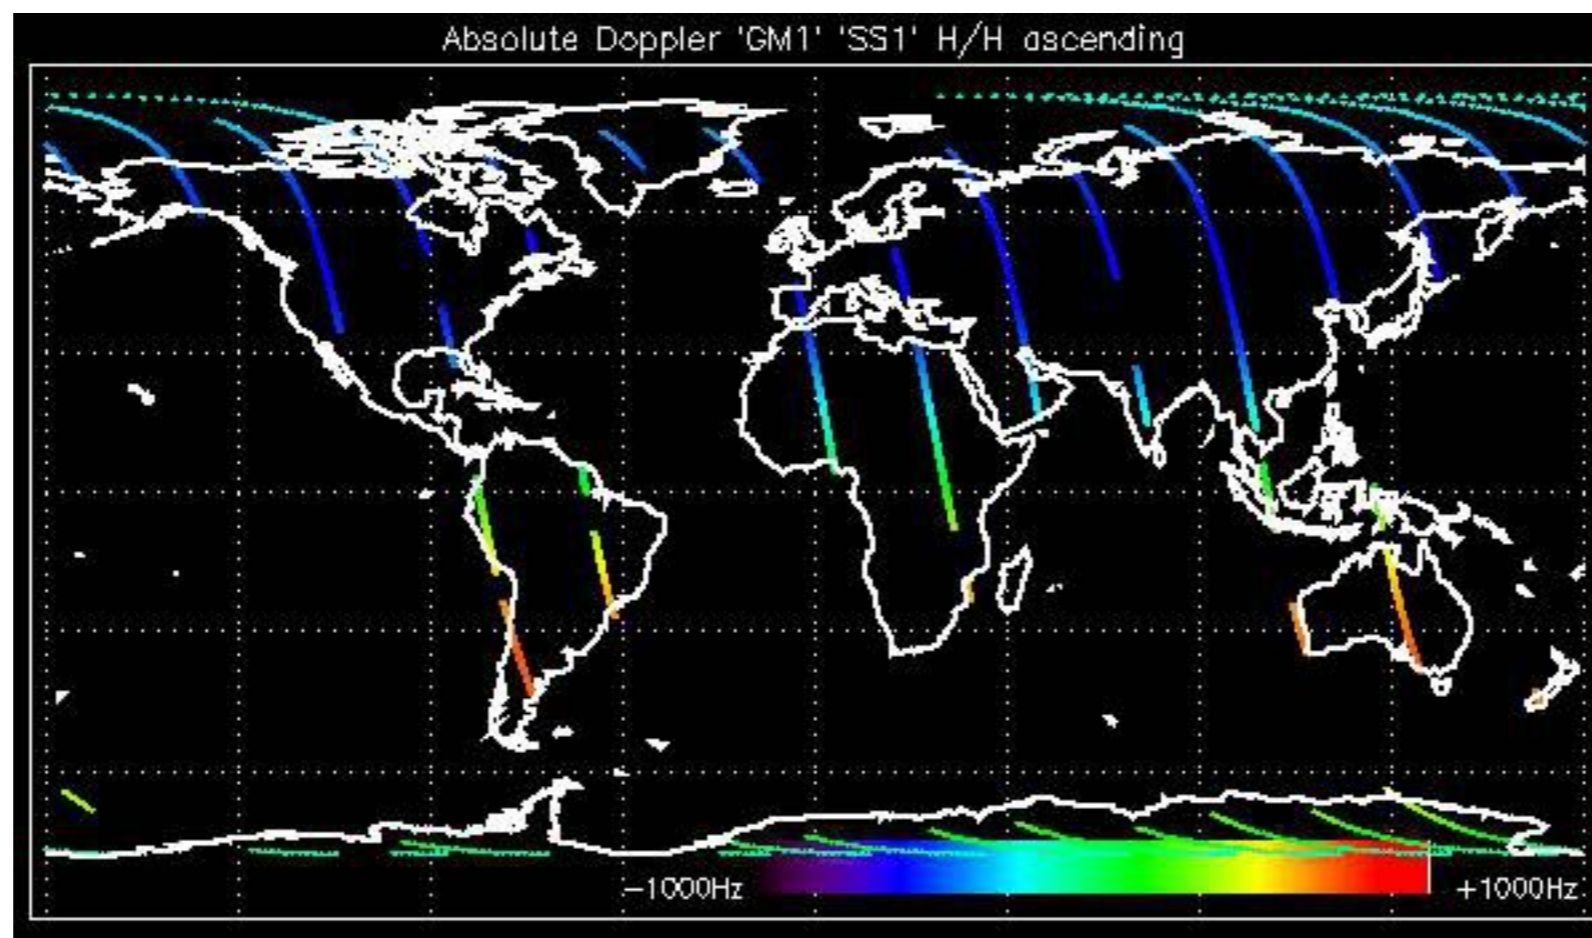 Absolute Doppler 'GM1' 'SS1' H/H ascending
−1000Hz
+1000Hz